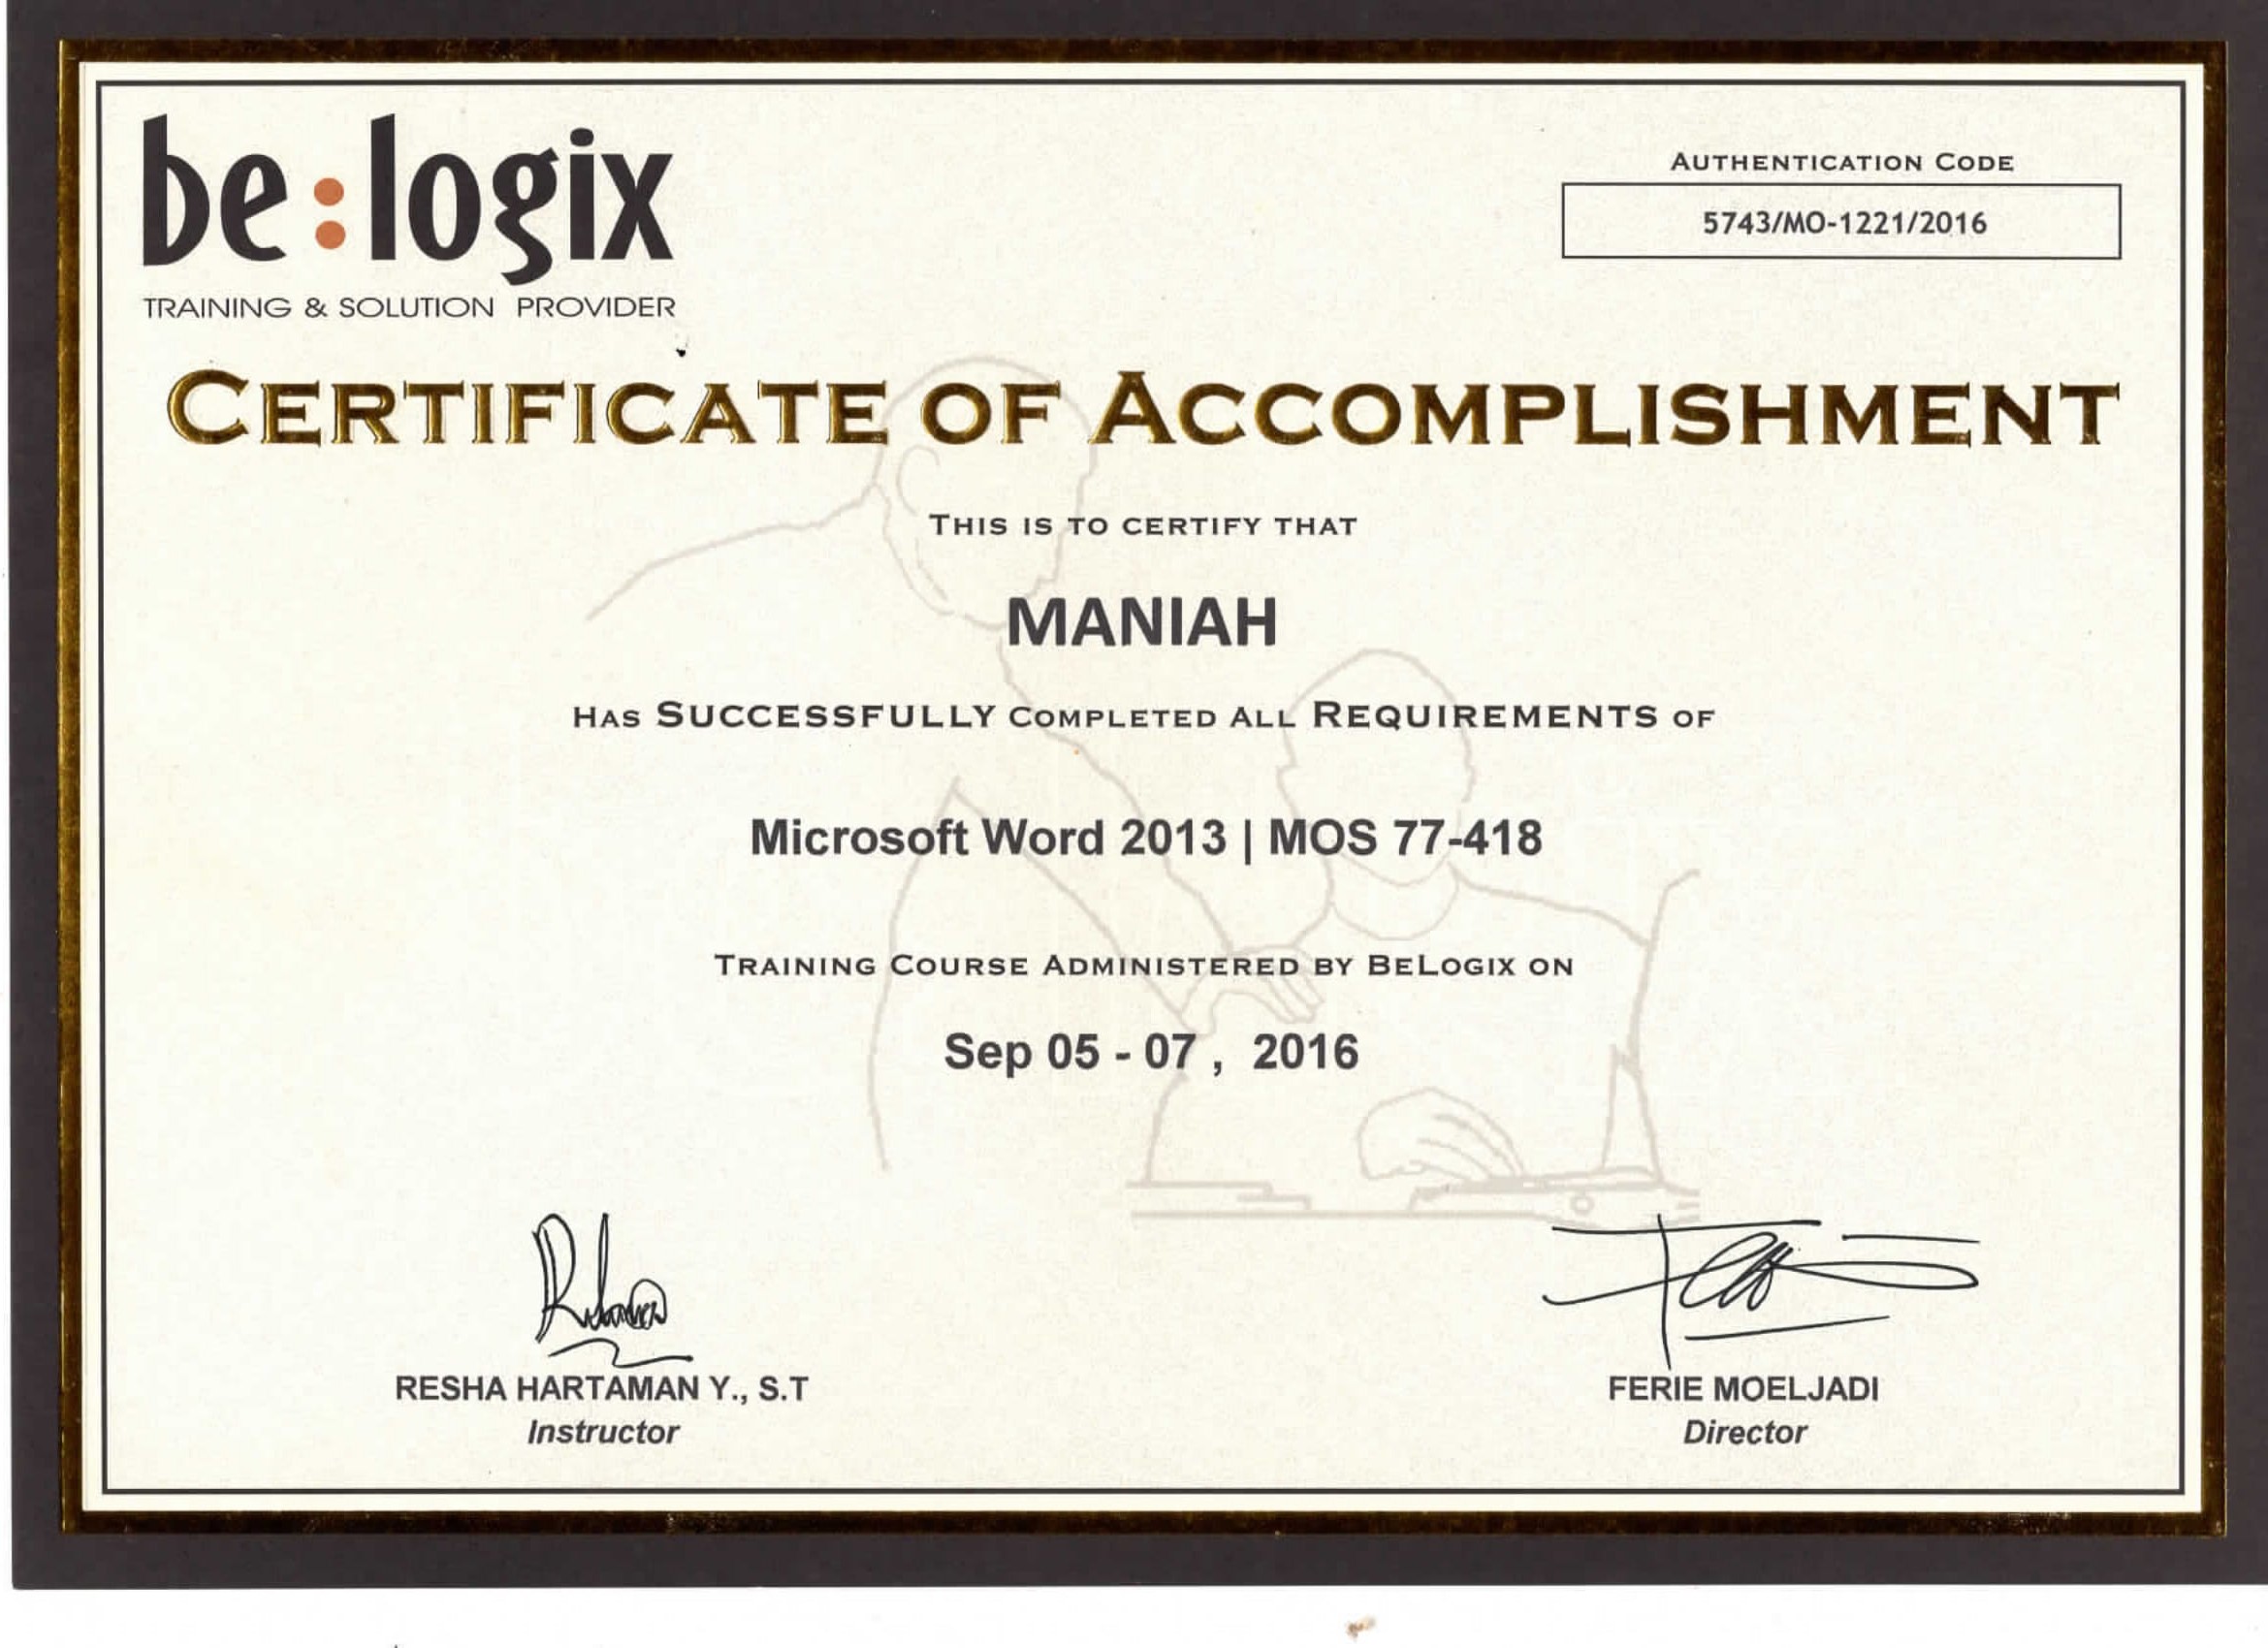 be:logix
TRAINING & SOLUTION PROVIDER
AUTHENTICATION CODE
5743/MO-1221/2016
CERTIFICATE OF ACCOMPLISHMENT
THIS IS TO CERTIFY THAT
MANIAH
HAS SUCCESSFULLY COMPLETED ALL REQUIREMENTS OF
Microsoft Word 2013 | MOS 77-418
TRAINING COURSE ADMINISTERED BY BELOGIX ON
Sep 05 - 07 , 2016
RESHA HARTAMAN Y., S.T
Instructor
FERIE MOELJADI
Director